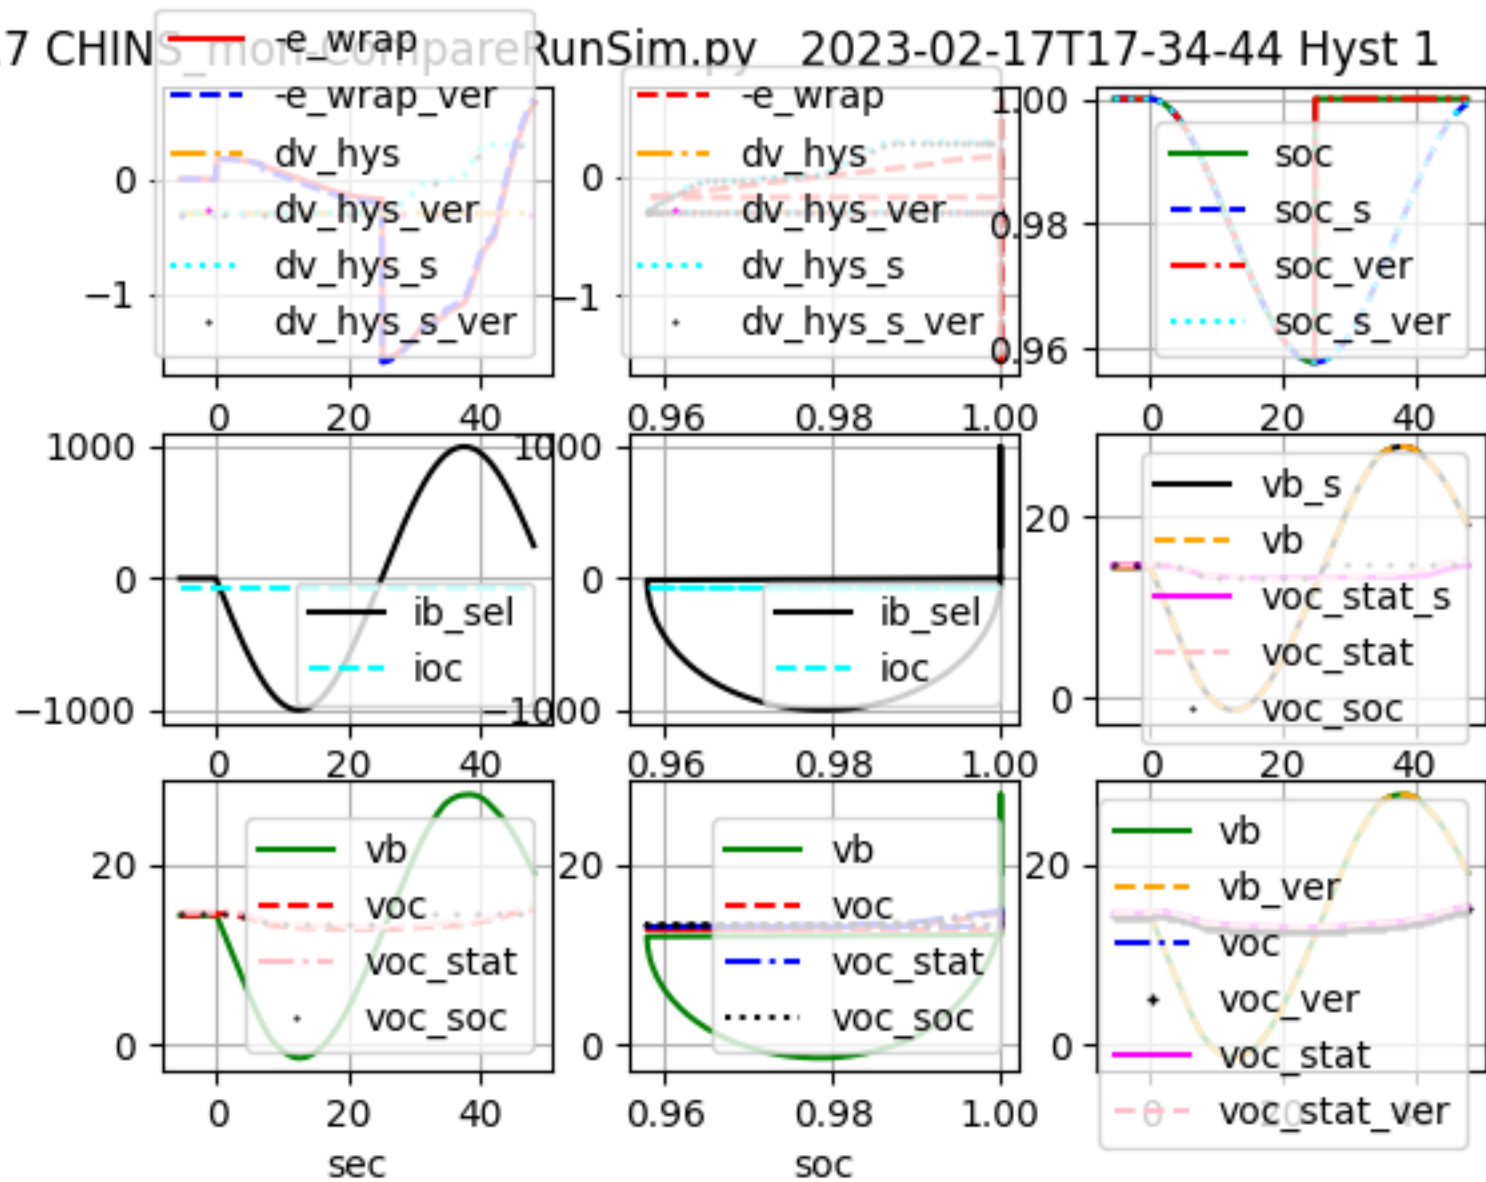 7 CHINS_mon-CompareRunSim.py 2023-02-17T17-34-44 Hyst 1
-e_wrap
-e_wrap_ver
dv_hys
dv_hys_ver
dv_hys_s
dv_hys_s_ver
0
−1
0
20
40
-e_wrap
dv_hys
dv_hys_ver
dv_hys_s
dv_hys_s_ver
0
−1
0.96
0.98
1.00
1.00
0.98
0.96
soc
soc_s
soc_ver
soc_s_ver
0
20
40
1000
0
−1000
ib_sel
ioc
0
20
40
1000
0
−1000
ib_sel
ioc
0.96
0.98
1.00
20
0
vb_s
vb
voc_stat_s
voc_stat
voc_soc
0
20
40
20
0
vb
voc
voc_stat
voc_soc
0
20
40
sec
20
0
vb
voc
voc_stat
voc_soc
0.96
0.98
1.00
soc
20
0
vb
vb_ver
voc
voc_ver
voc_stat
voc_stat_ver
0
20
40